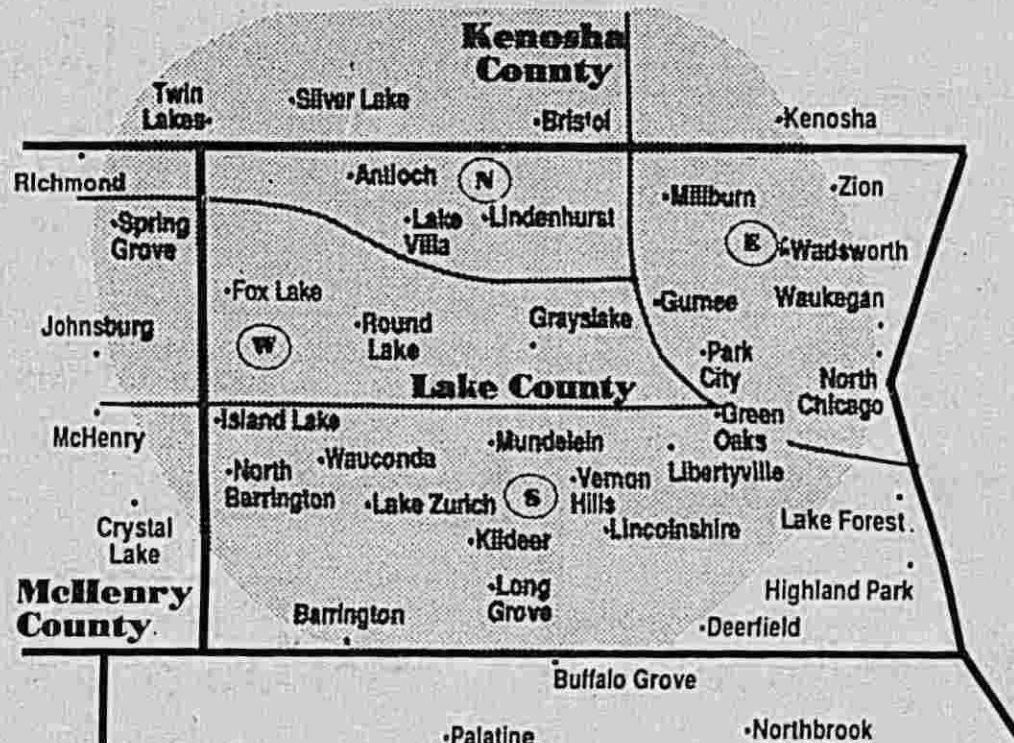 Kenosha
County
Twin
Lakes
Silver Lake
Bristol
Kenosha
Richmond
Antioch
N
Millburn
Zion
Spring
Grove
Lake
Villa
Lindenhurst
E
Wadsworth
Fox Lake
Gurnee
Waukegan
Johnsburg
W
Round
Lake
Grayslake
Park
City
North
Chicago
Lake County
McHenry
Island Lake
Green
Oaks
Mundelein
North
Barrington
Wauconda
Vernon
Hills
Libertyville
Lake Zurich
S
Crystal
Lake
Kildeer
Lincolnshire
Lake Forest
McHenry
County
Long
Grove
Highland Park
Barrington
Deerfield
Buffalo Grove
Palatine
Northbrook